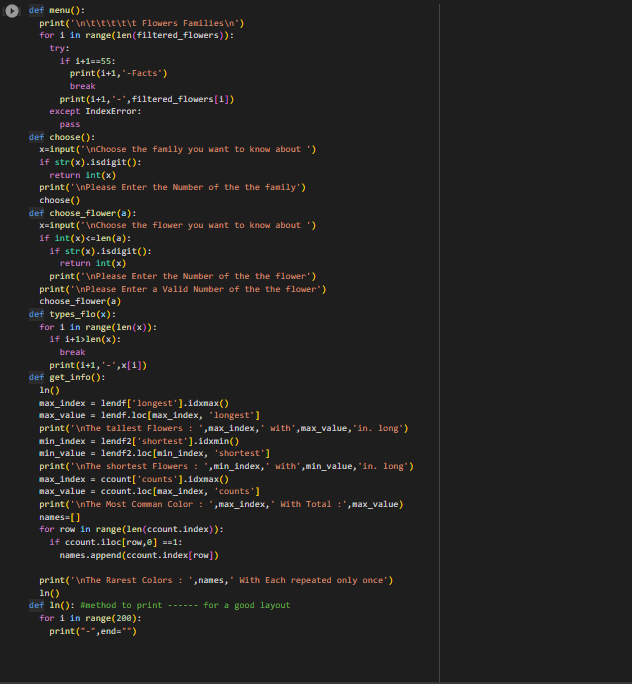 def menu():
  print('\n\t\t\t\t\t Flowers Families\n')
  for i in range(len(filtered_flowers)):
    try:
      if i+1==55:
        print(i+1,'-Facts')
        break
      print(i+1,'-',filtered_flowers[i])
    except IndexError:
      pass
def choose():
  x=input('\nChoose the family you want to know about ')
  if str(x).isdigit():
    return int(x)
  print('\nPlease Enter the Number of the the family')
  choose()
def choose_flower(a):
  x=input('\nChoose the flower you want to know about ')
  if int(x)<=len(a):
    if str(x).isdigit():
      return int(x)
    print('\nPlease Enter the Number of the the flower')
  print('\nPlease Enter a Valid Number of the the flower')
  choose_flower(a)
def types_flo(x):
  for i in range(len(x)):
    if i+1>len(x):
      break
    print(i+1,'-',x[i])
def get_info():
  ln()
  max_index = lendf['longest'].idxmax()
  max_value = lendf.loc[max_index, 'longest']
  print('\nThe tallest Flowers : ',max_index,' with',max_value,'in. long')
  min_index = lendf2['shortest'].idxmin()
  min_value = lendf2.loc[min_index, 'shortest']
  print('\nThe shortest Flowers : ',min_index,' with',min_value,'in. long')
  max_index = ccount['counts'].idxmax()
  max_value = ccount.loc[max_index, 'counts']
  print('\nThe Most Comman Color : ',max_index,' With Total :',max_value)
  names=[]
  for row in range(len(ccount.index)):
    if ccount.iloc[row,0] ==1:
      names.append(ccount.index[row])
  print('\nThe Rarest Colors : ',names,' With Each repeated only once')
  ln()
def ln(): #method to print ------ for a good layout
  for i in range(200):
    print("-",end="")